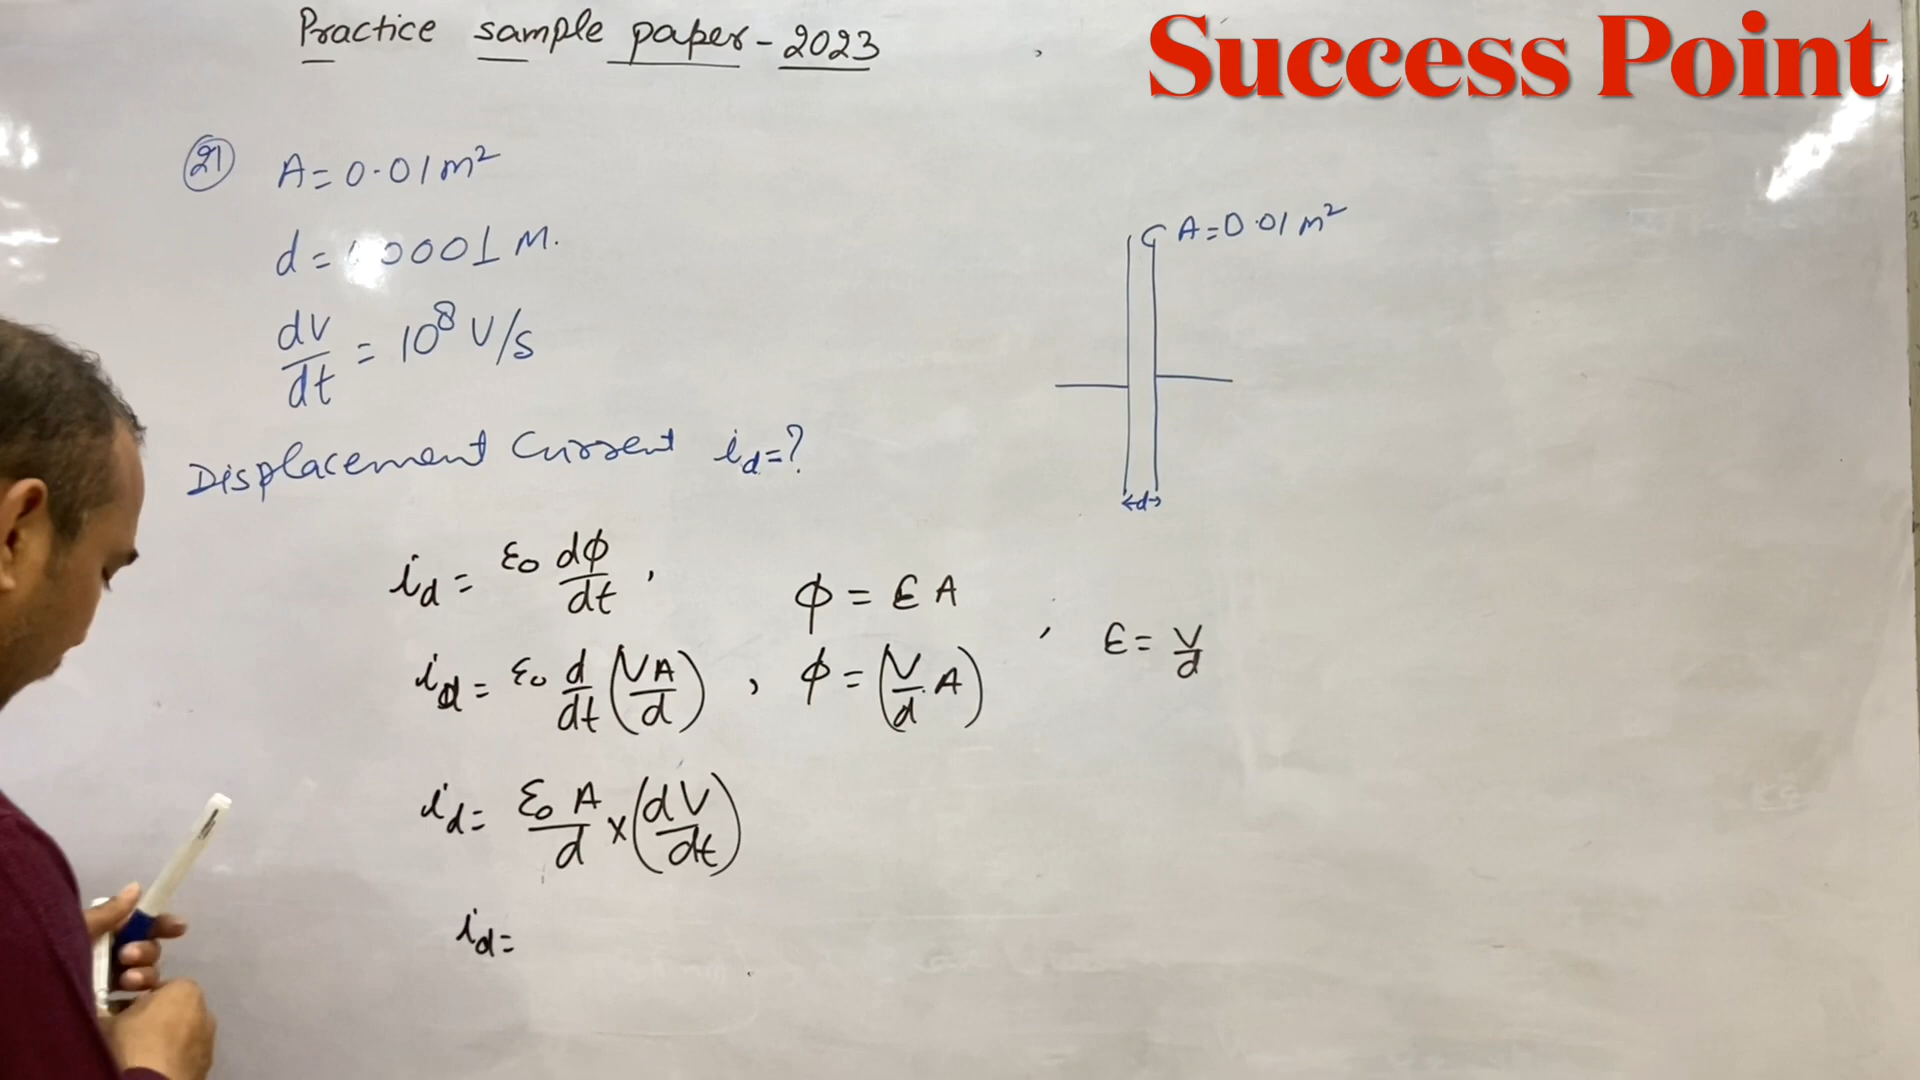 Practice sample paper - 2023
Success Point
21 A = 0.01 m²
d = 0001 M.
dV/dt = 10⁸ V/s
A = 0.01 m²
d
Displacement Current i_d = ?
i_d = ε₀ dϕ/dt , ϕ = E A
, E = V/d
i_d = ε₀ d/dt (VA/d) , ϕ = (V/d . A)
i_d = ε₀ A/d × (dV/dt)
i_d =